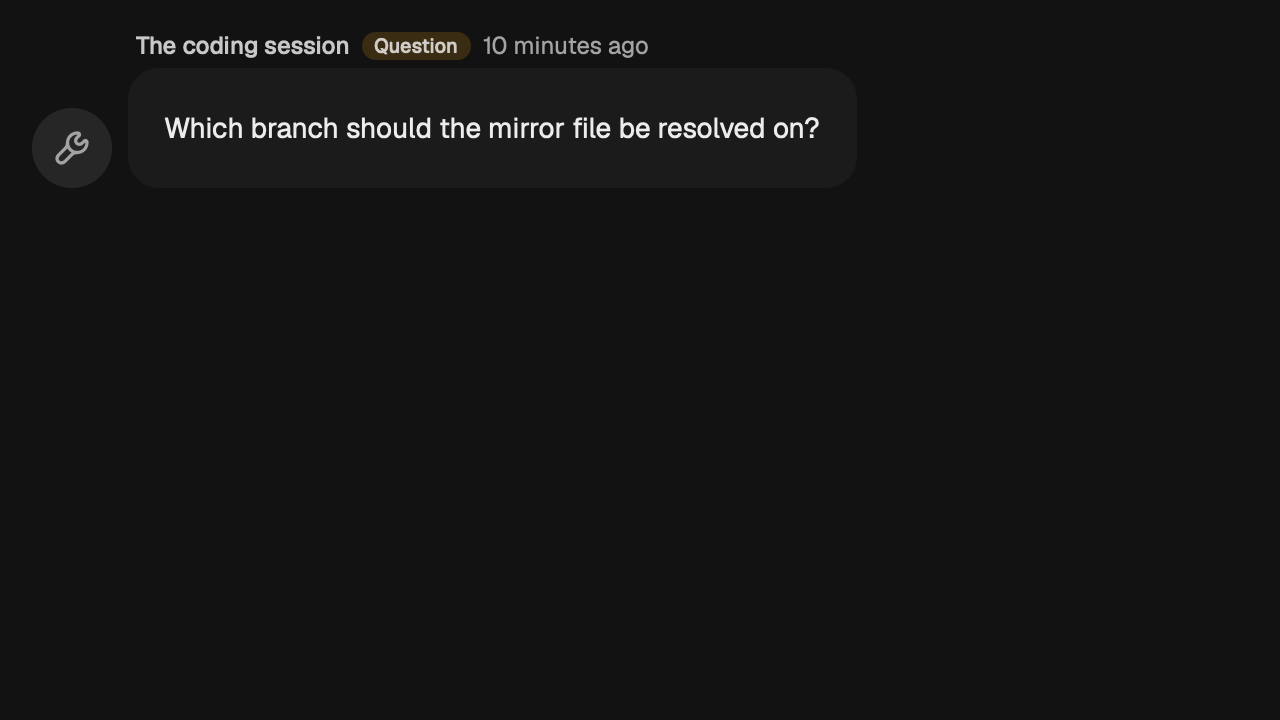 The coding session Question 10 minutes ago
Which branch should the mirror file be resolved on?